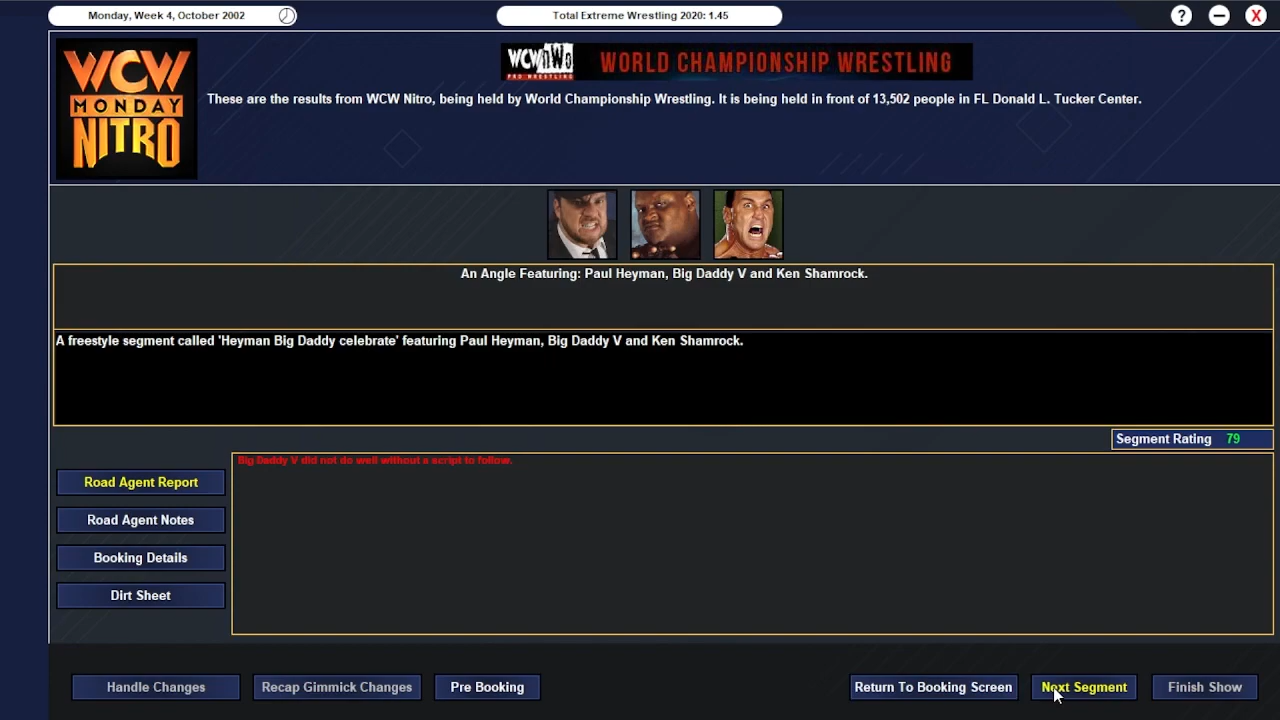 Monday, Week 4, October 2002
Total Extreme Wrestling 2020: 1.45
?
X
WCW
MONDAY
NITRO
WCW nWo
PRO WRESTLING
WORLD CHAMPIONSHIP WRESTLING
These are the results from WCW Nitro, being held by World Championship Wrestling. It is being held in front of 13,502 people in FL Donald L. Tucker Center.
An Angle Featuring: Paul Heyman, Big Daddy V and Ken Shamrock.
A freestyle segment called 'Heyman Big Daddy celebrate' featuring Paul Heyman, Big Daddy V and Ken Shamrock.
Segment Rating 79
Big Daddy V did not do well without a script to follow.
Road Agent Report
Road Agent Notes
Booking Details
Dirt Sheet
Handle Changes
Recap Gimmick Changes
Pre Booking
Return To Booking Screen
Next Segment
Finish Show